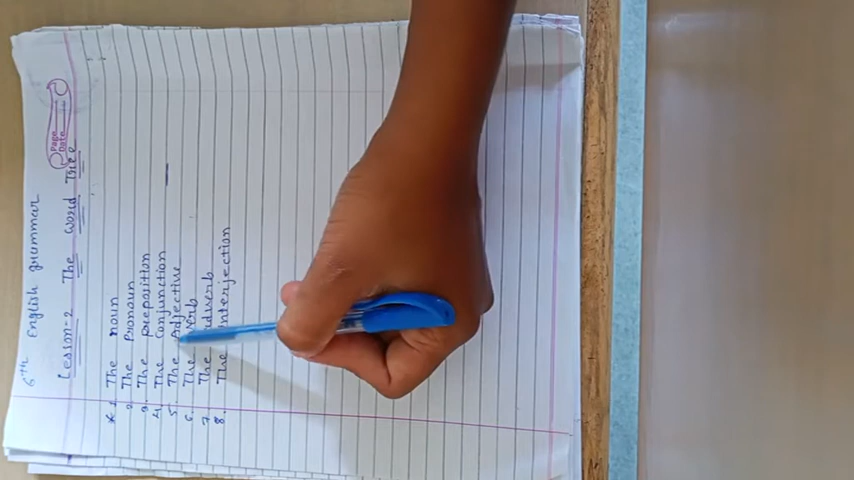 6th English grammar
Page
Date
Lesson-2 The World Tree
* 1. The noun
2. The Pronoun
3. The preposition
4. The Conjunction
5. The Adjective
6. The verb
7. The adverb
8. The Interjection